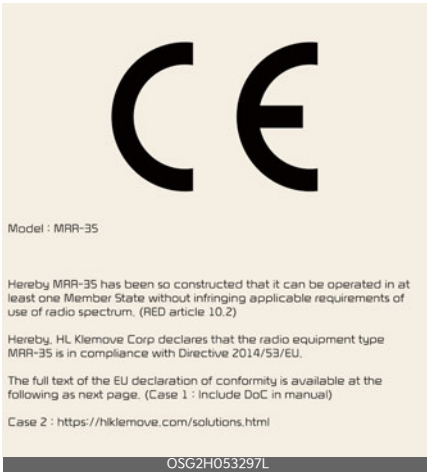 CE
Model : MRR-35
Hereby MRR-35 has been so constructed that it can be operated in at
least one Member State without infringing applicable requirements of
use of radio spectrum. (RED article 10.2)
Hereby, HL Klemove Corp declares that the radio equipment type
MRR-35 is in compliance with Directive 2014/53/EU.
The full text of the EU declaration of conformity is available at the
following as next page. (Case 1 : Include DoC in manual)
Case 2 : https://hlklemove.com/solutions.html
OSG2H053297L